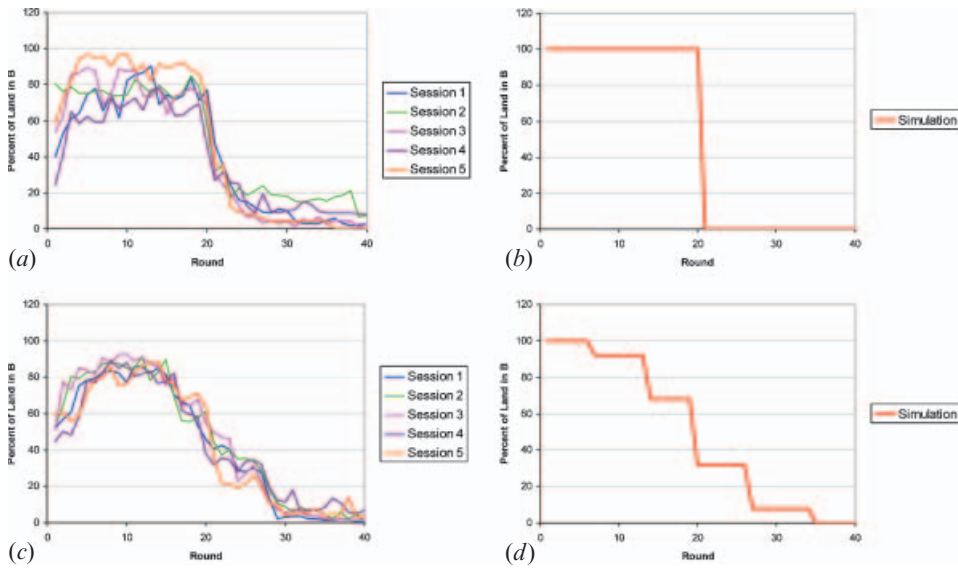 120
100
80
60
40
20
0
Percent of Land in B
0 10 20 30 40
Round
Session 1
Session 2
Session 3
Session 4
Session 5
(a)
120
100
80
60
40
20
0
Percent of Land in B
0 10 20 30 40
Round
Simulation
(b)
120
100
80
60
40
20
0
Percent of Land in B
0 10 20 30 40
Round
Session 1
Session 2
Session 3
Session 4
Session 5
(c)
120
100
80
60
40
20
0
Percent of Land in B
0 10 20 30 40
Round
Simulation
(d)